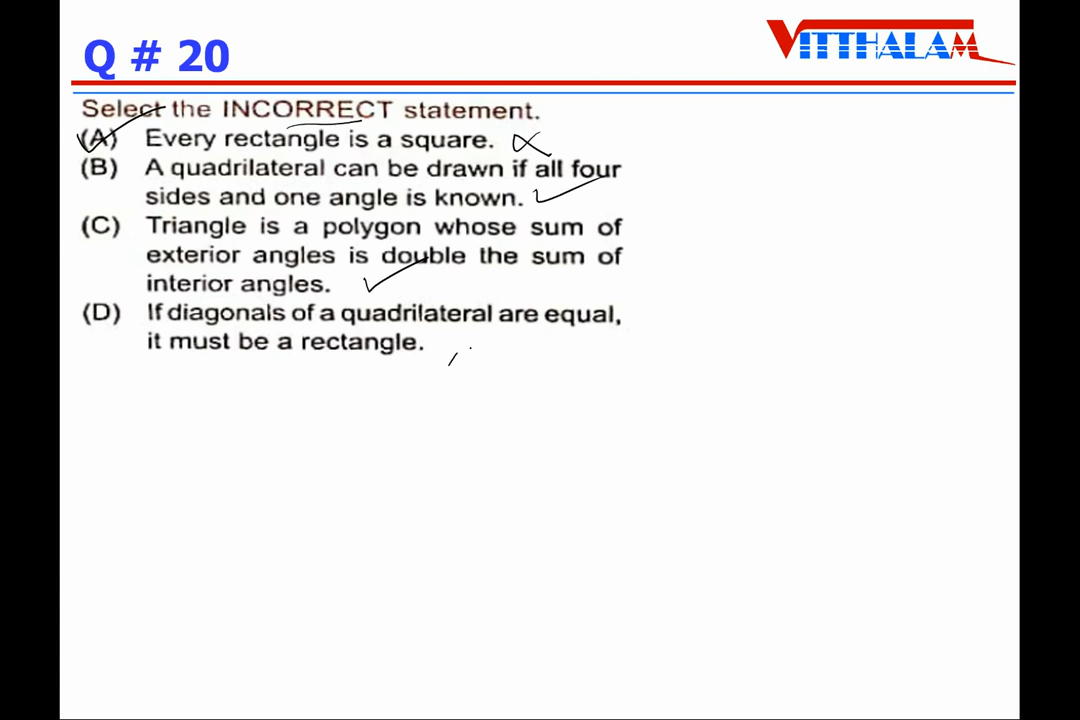 Q # 20
VITTHALAM
Select the INCORRECT statement.
(A) Every rectangle is a square.
(B) A quadrilateral can be drawn if all four
sides and one angle is known.
(C) Triangle is a polygon whose sum of
exterior angles is double the sum of
interior angles.
(D) If diagonals of a quadrilateral are equal,
it must be a rectangle.